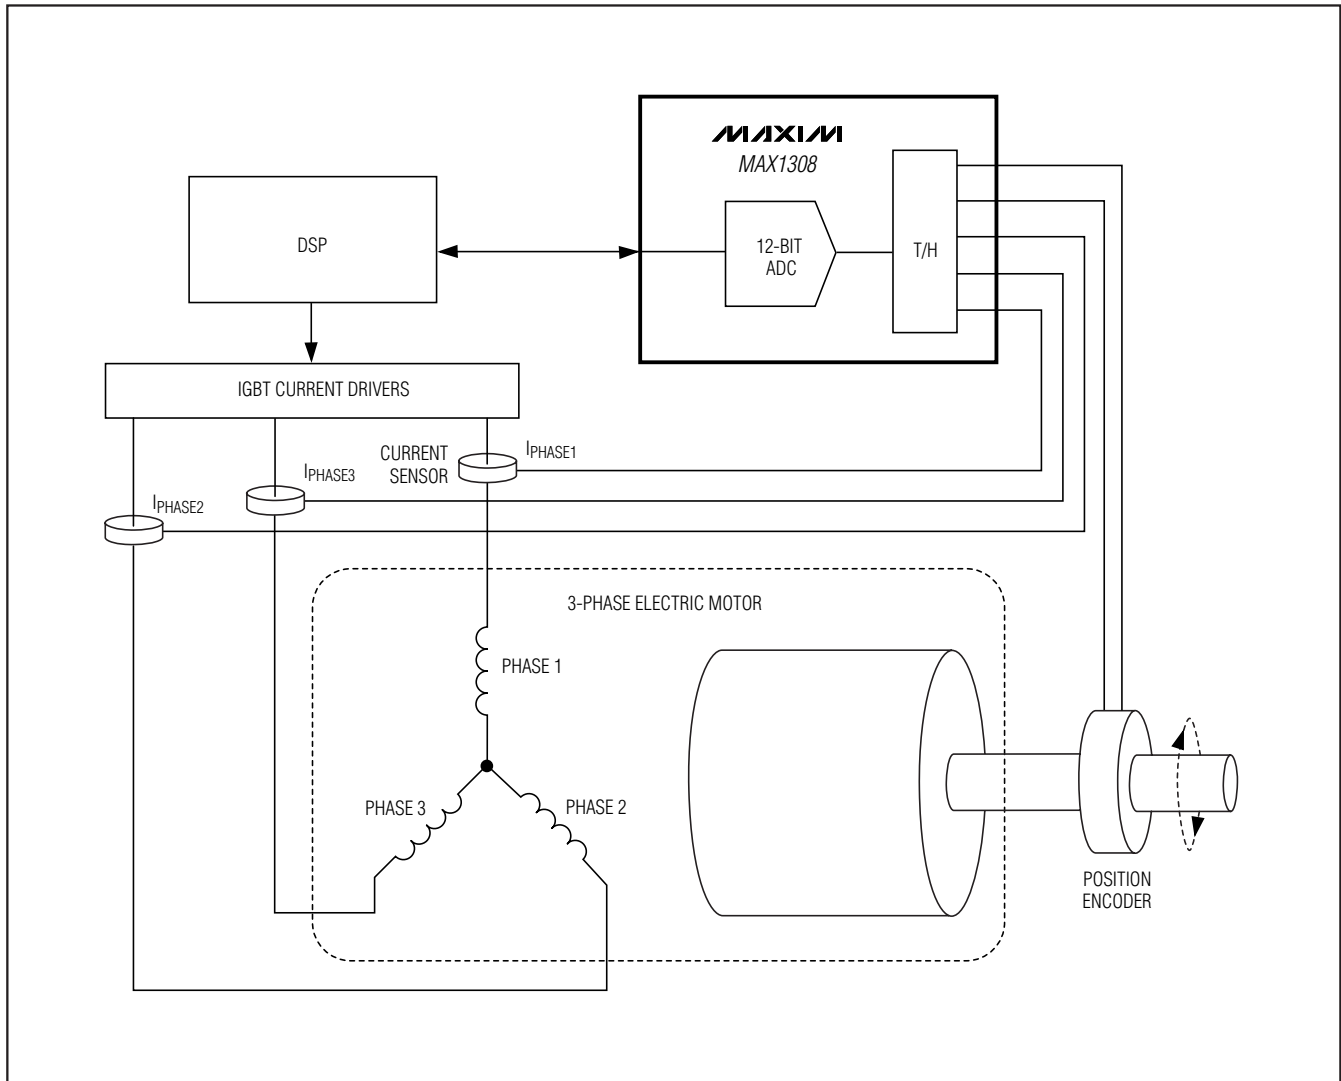 MAXIM
MAX1308
DSP
12-BIT
ADC
T/H
IGBT CURRENT DRIVERS
CURRENT
SENSOR
IPHASE1
IPHASE3
IPHASE2
3-PHASE ELECTRIC MOTOR
PHASE 1
PHASE 3
PHASE 2
POSITION
ENCODER